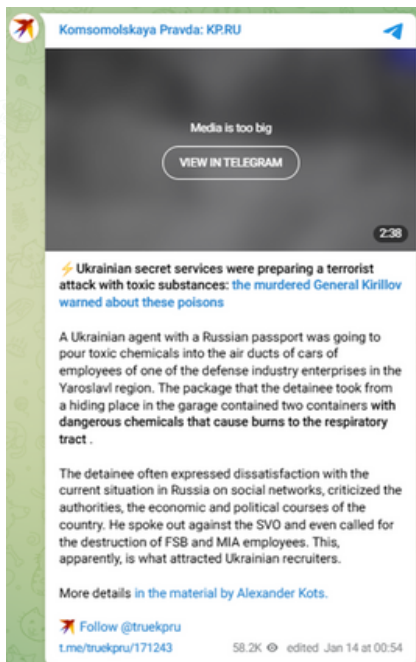 Komsomolskaya Pravda: KP.RU
Media is too big
VIEW IN TELEGRAM
2:38
⚡Ukrainian secret services were preparing a terrorist
attack with toxic substances: the murdered General Kirillov
warned about these poisons
A Ukrainian agent with a Russian passport was going to
pour toxic chemicals into the air ducts of cars of
employees of one of the defense industry enterprises in the
Yaroslavl region. The package that the detainee took from
a hiding place in the garage contained two containers with
dangerous chemicals that cause burns to the respiratory
tract .
The detainee often expressed dissatisfaction with the
current situation in Russia on social networks, criticized the
authorities, the economic and political courses of the
country. He spoke out against the SVO and even called for
the destruction of FSB and MIA employees. This,
apparently, is what attracted Ukrainian recruiters.
More details in the material by Alexander Kots.
Follow @truekpru
t.me/truekpru/171243 58.2K edited Jan 14 at 00:54